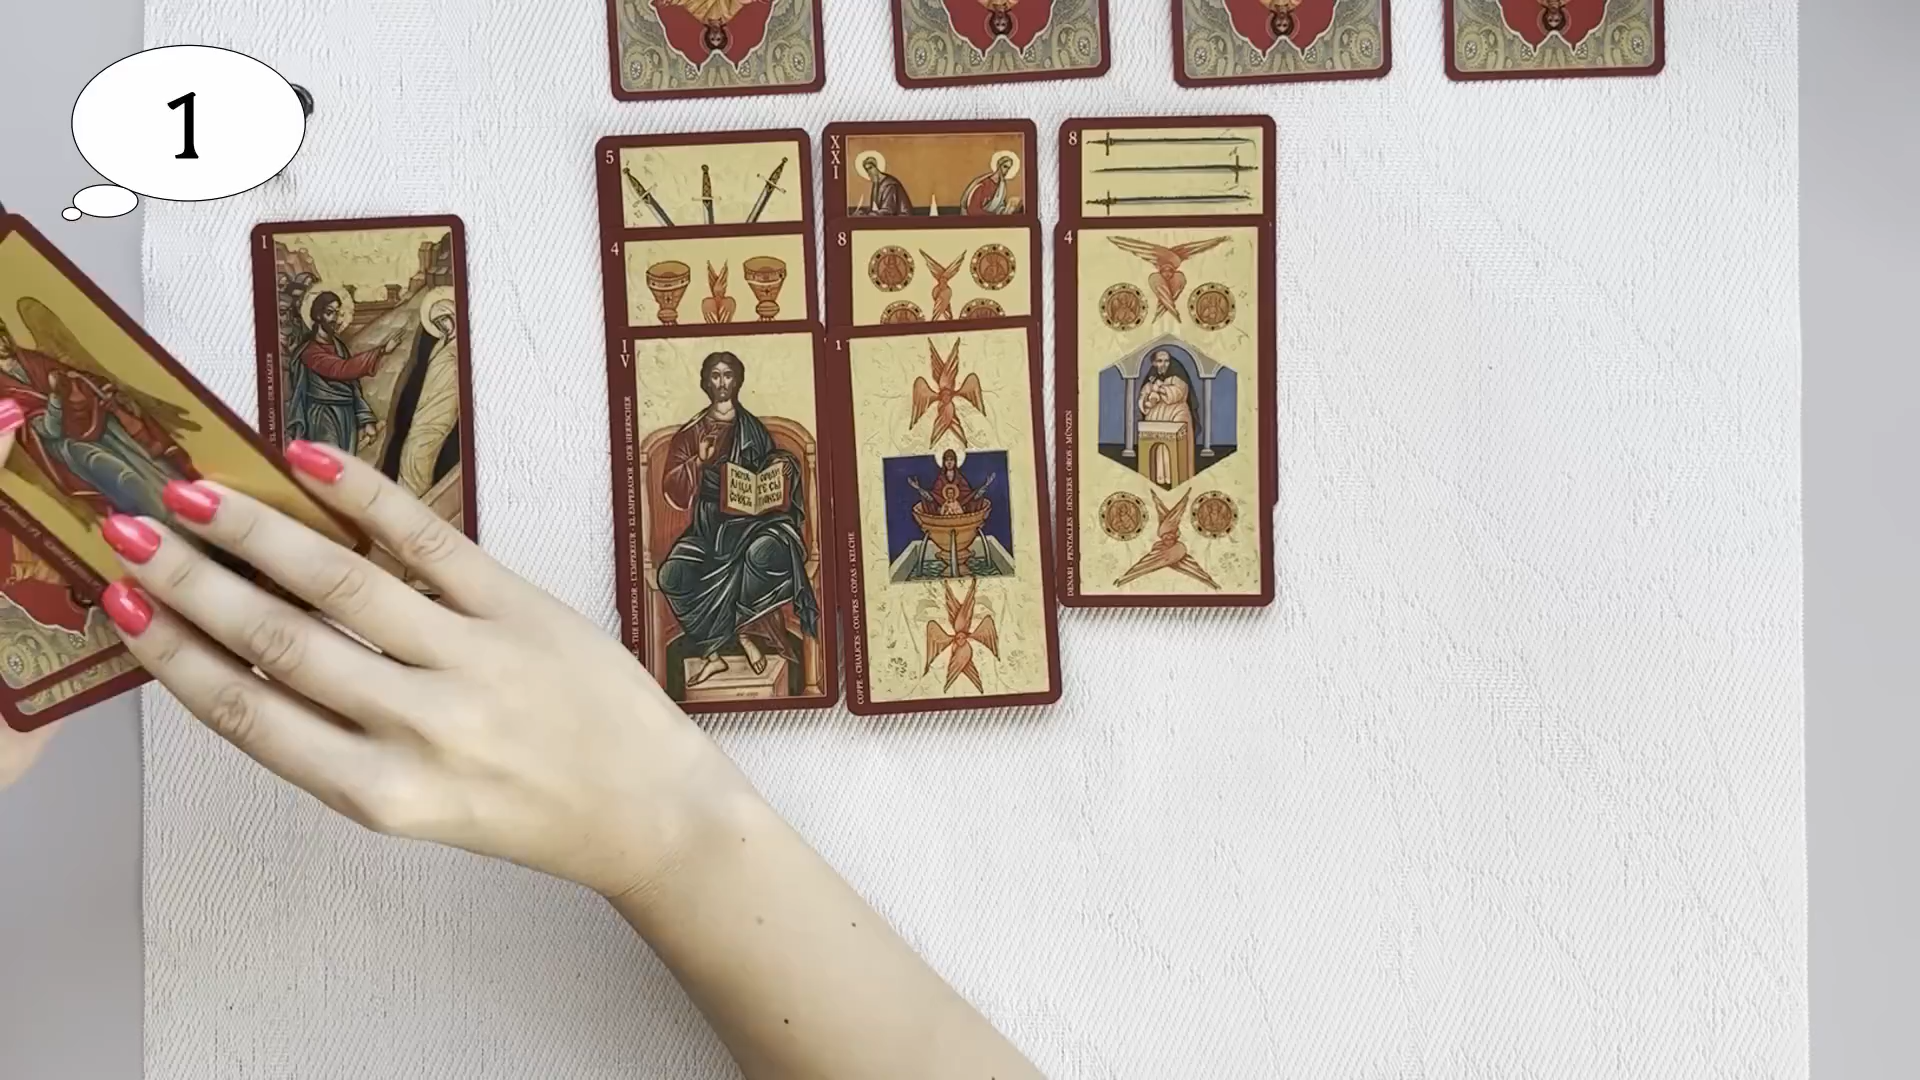 1
5
XXI
8
I
4
8
4
IV
1
EL MAGO - DER MAGIER
THE EMPEROR - L'EMPEREUR - EL EMPERADOR - DER HERRSCHER
COPPE - CHALICES - COUPES - COPAS - KELCHE
DENARI - PENTACLES - DENIERS - OROS - MÜNZEN